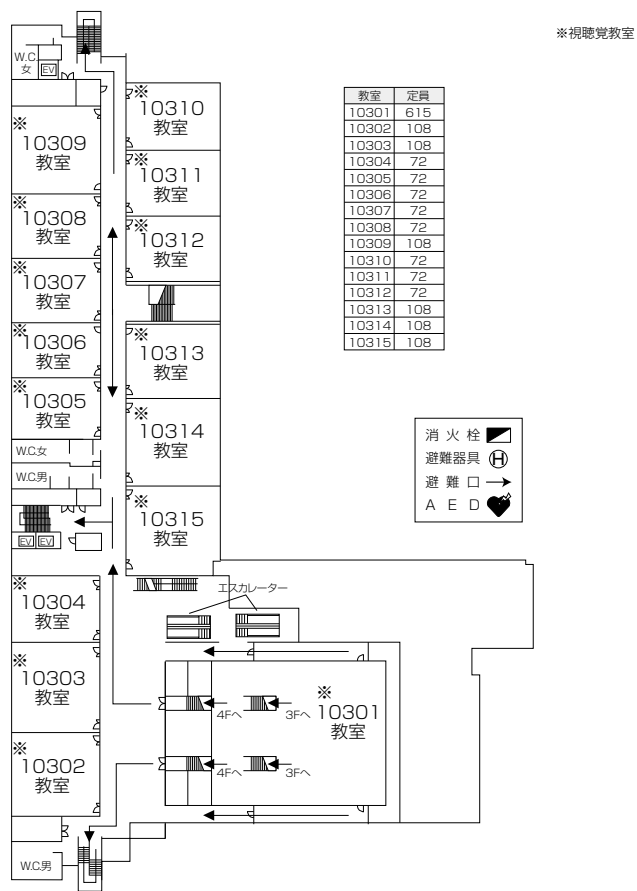 ※視聴覚教室
W.C.
女
EV
※
10310
教室
※
10309
教室
※
10311
教室
※
10308
教室
※
10312
教室
※
10307
教室
※
10306
教室
※
10313
教室
※
10305
教室
※
10314
教室
W.C.女
W.C.男
※
10315
教室
EV EV
エスカレーター
※
10304
教室
※
10303
教室
※
10301
教室
4Fへ 3Fへ
4Fへ 3Fへ
※
10302
教室
W.C.男
教室 定員
10301 615
10302 108
10303 108
10304 72
10305 72
10306 72
10307 72
10308 72
10309 108
10310 72
10311 72
10312 72
10313 108
10314 108
10315 108
消火栓
避難器具 H
避難口
AED